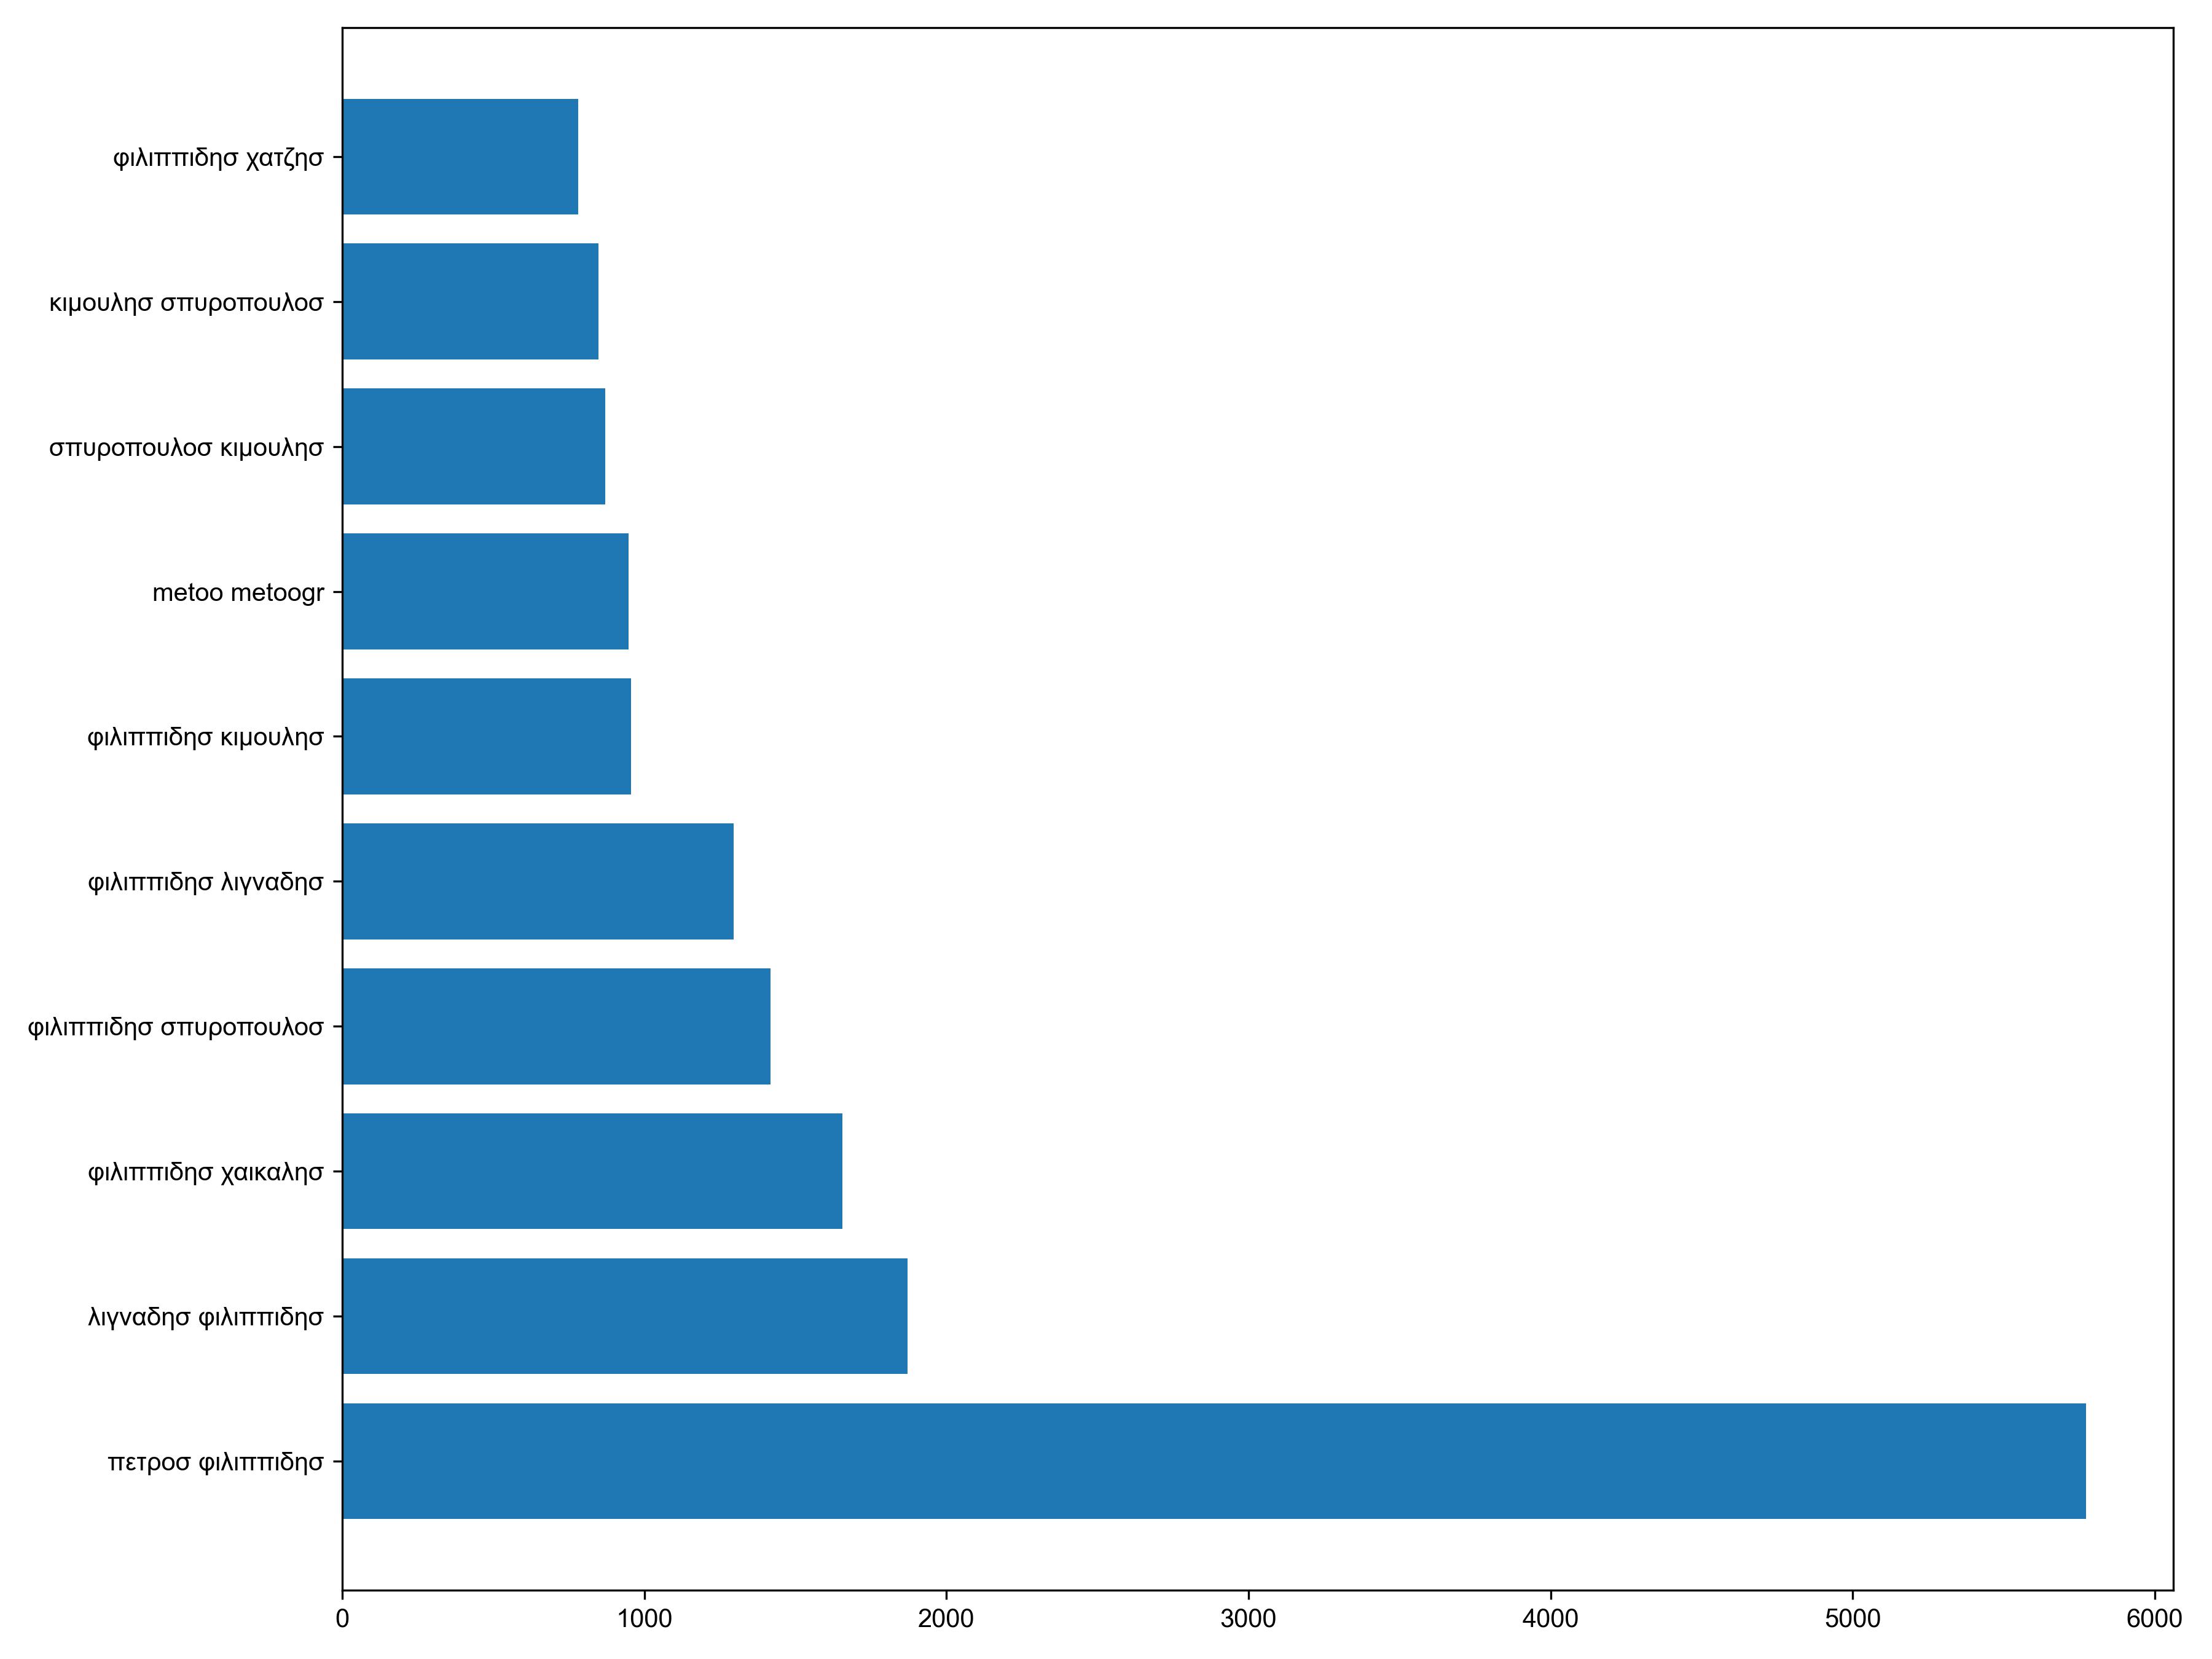 φιλιππιδησ χατζησ
κιμουλησ σπυροπουλοσ
σπυροπουλοσ κιμουλησ
metoo metoogr
φιλιππιδησ κιμουλησ
φιλιππιδησ λιγναδησ
φιλιππιδησ σπυροπουλοσ
φιλιππιδησ χαικαλησ
λιγναδησ φιλιππιδησ
πετροσ φιλιππιδησ
0 1000 2000 3000 4000 5000 6000